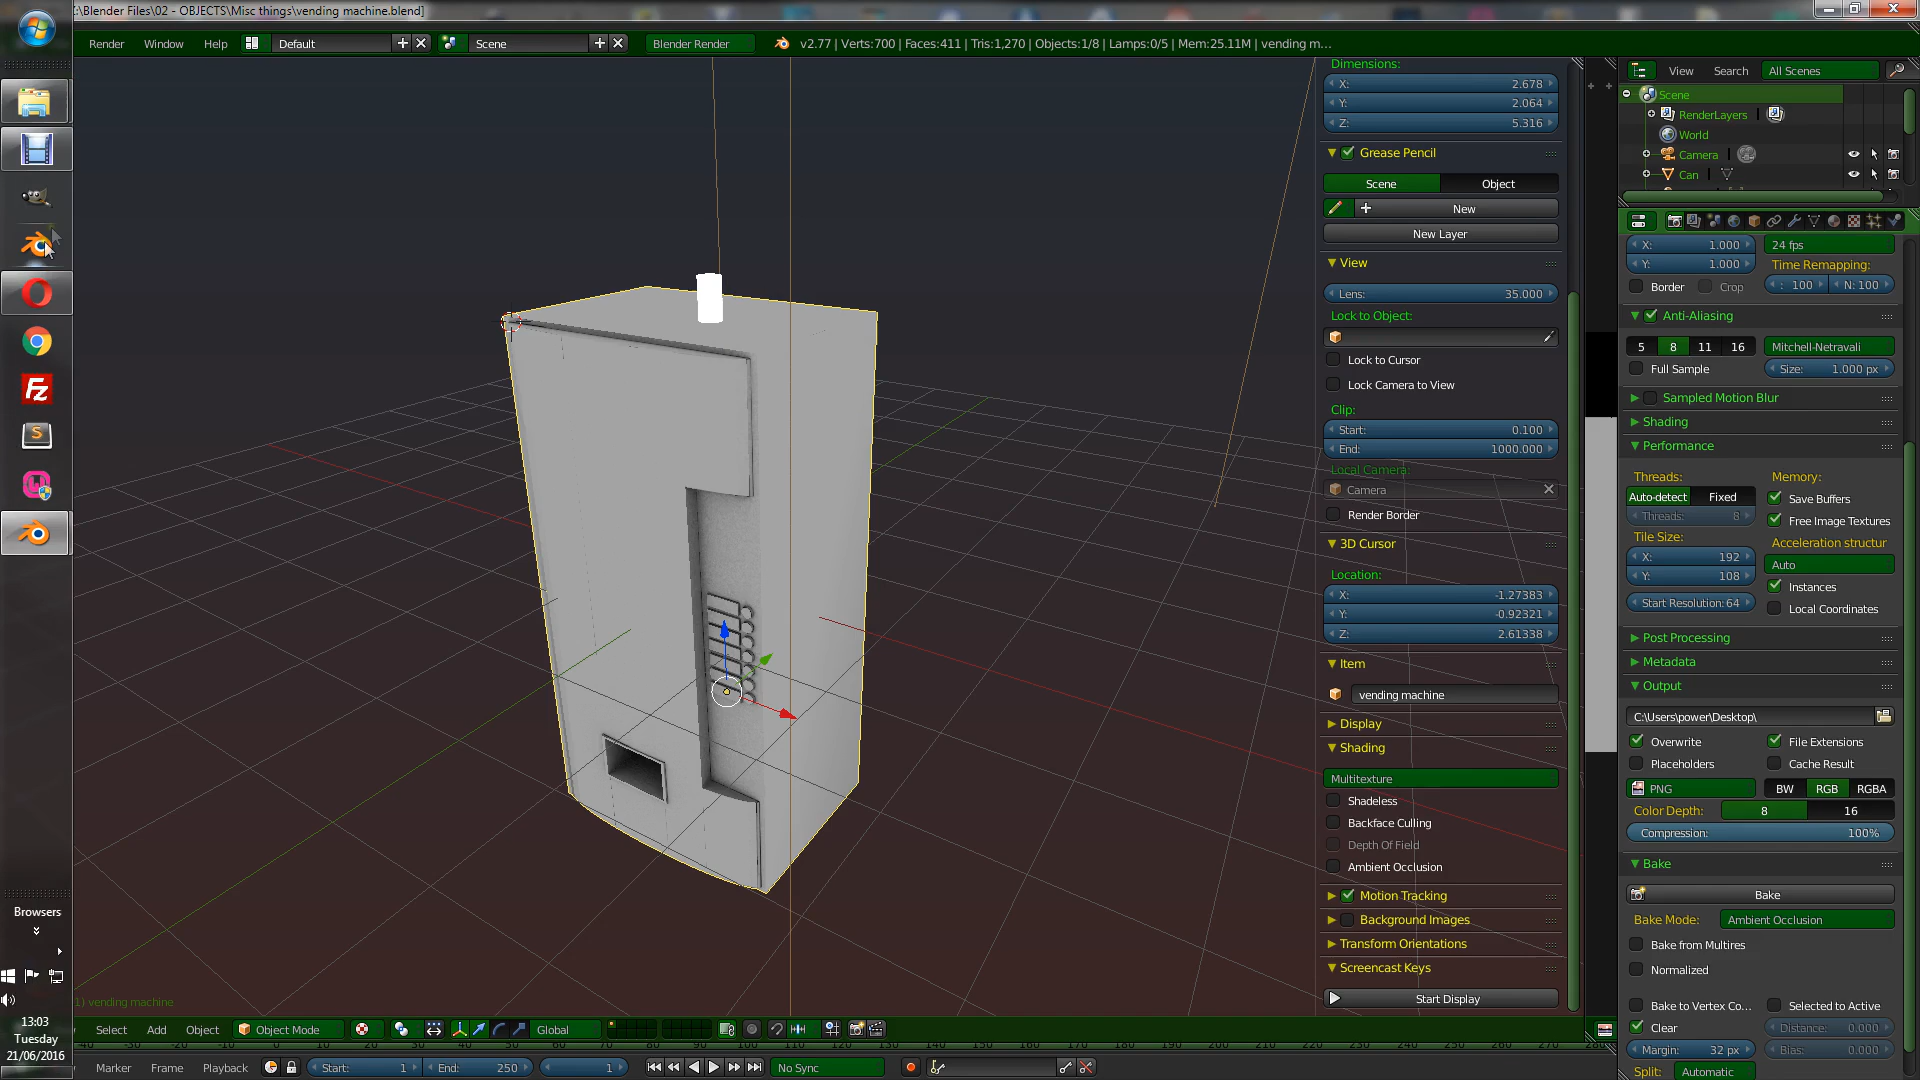 :\Blender Files\02 - OBJECTS\Misc things\vending machine.blend]
Render Window Help Default Scene Blender Render v2.77 | Verts:700 | Faces:411 | Tris:1,270 | Objects:1/8 | Lamps:0/5 | Mem:25.11M | vending m...
Dimensions:
X: 2.678
Y: 2.064
Z: 5.316
Grease Pencil
Scene Object
New
New Layer
View
Lens: 35.000
Lock to Object:
Lock to Cursor
Lock Camera to View
Clip:
Start: 0.100
End: 1000.000
Local Camera:
Camera
Render Border
3D Cursor
Location:
X: -1.27383
Y: -0.92321
Z: 2.61338
Item
vending machine
Display
Shading
Multitexture
Shadeless
Backface Culling
Depth Of Field
Ambient Occlusion
Motion Tracking
Background Images
Transform Orientations
Screencast Keys
Start Display
View Search All Scenes
Scene
RenderLayers
World
Camera
Can
X: 1.000 24 fps
Y: 1.000 Time Remapping:
Border Crop : 100 N: 100
Anti-Aliasing
5 8 11 16 Mitchell-Netravali
Full Sample Size: 1.000 px
Sampled Motion Blur
Shading
Performance
Threads: Memory:
Auto-detect Fixed Save Buffers
Threads: 8 Free Image Textures
Tile Size: Acceleration structur
X: 192 Auto
Y: 108 Instances
Start Resolution: 64 Local Coordinates
Post Processing
Metadata
Output
C:\Users\power\Desktop\
Overwrite File Extensions
Placeholders Cache Result
PNG BW RGB RGBA
Color Depth: 8 16
Compression: 100%
Bake
Bake
Bake Mode: Ambient Occlusion
Bake from Multires
Normalized
Bake to Vertex Co... Selected to Active
Clear Distance: 0.000
Margin: 32 px Bias: 0.000
Split: Automatic
Browsers
13:03
Tuesday
21/06/2016
1) vending machine
Select Add Object Object Mode Global
Marker Frame Playback Start: 1 End: 250 1 No Sync